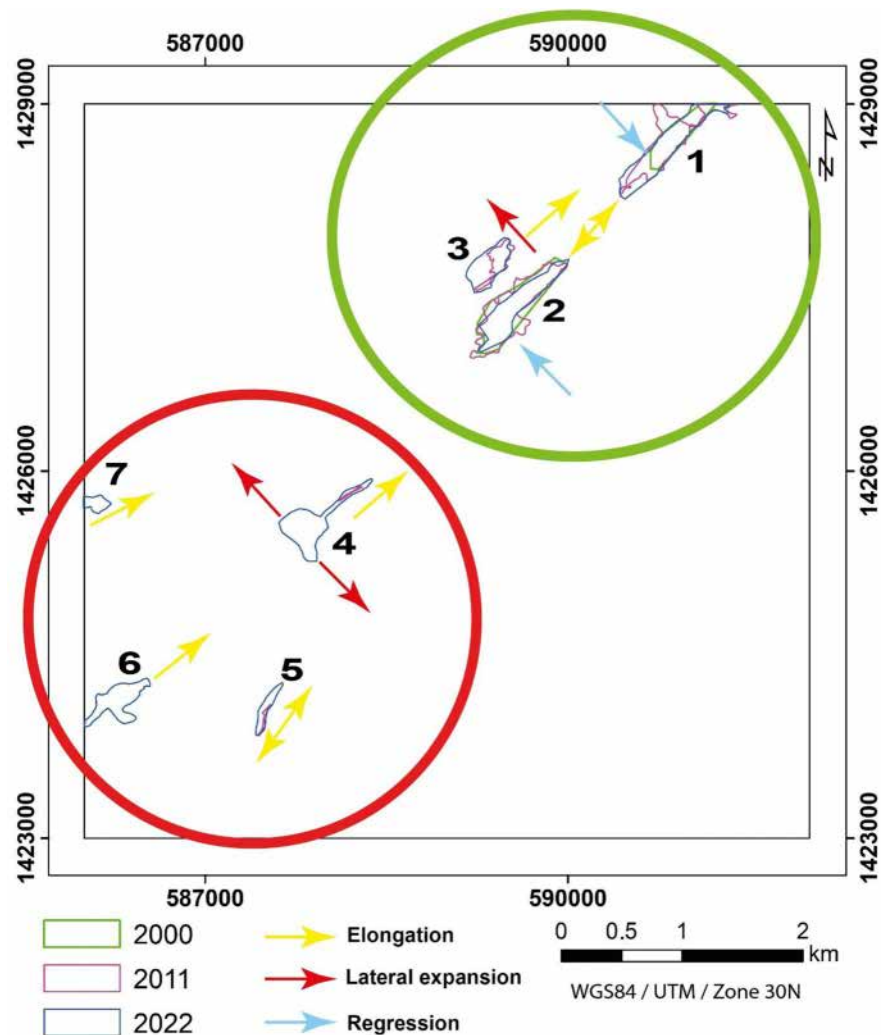 587000 590000
1429000 1429000
N
1
3
2
1426000 1426000
7
4
6 5
1423000 1423000
587000 590000
2000 Elongation
2011 Lateral expansion
2022 Regression
0 0.5 1 2
km
WGS84 / UTM / Zone 30N